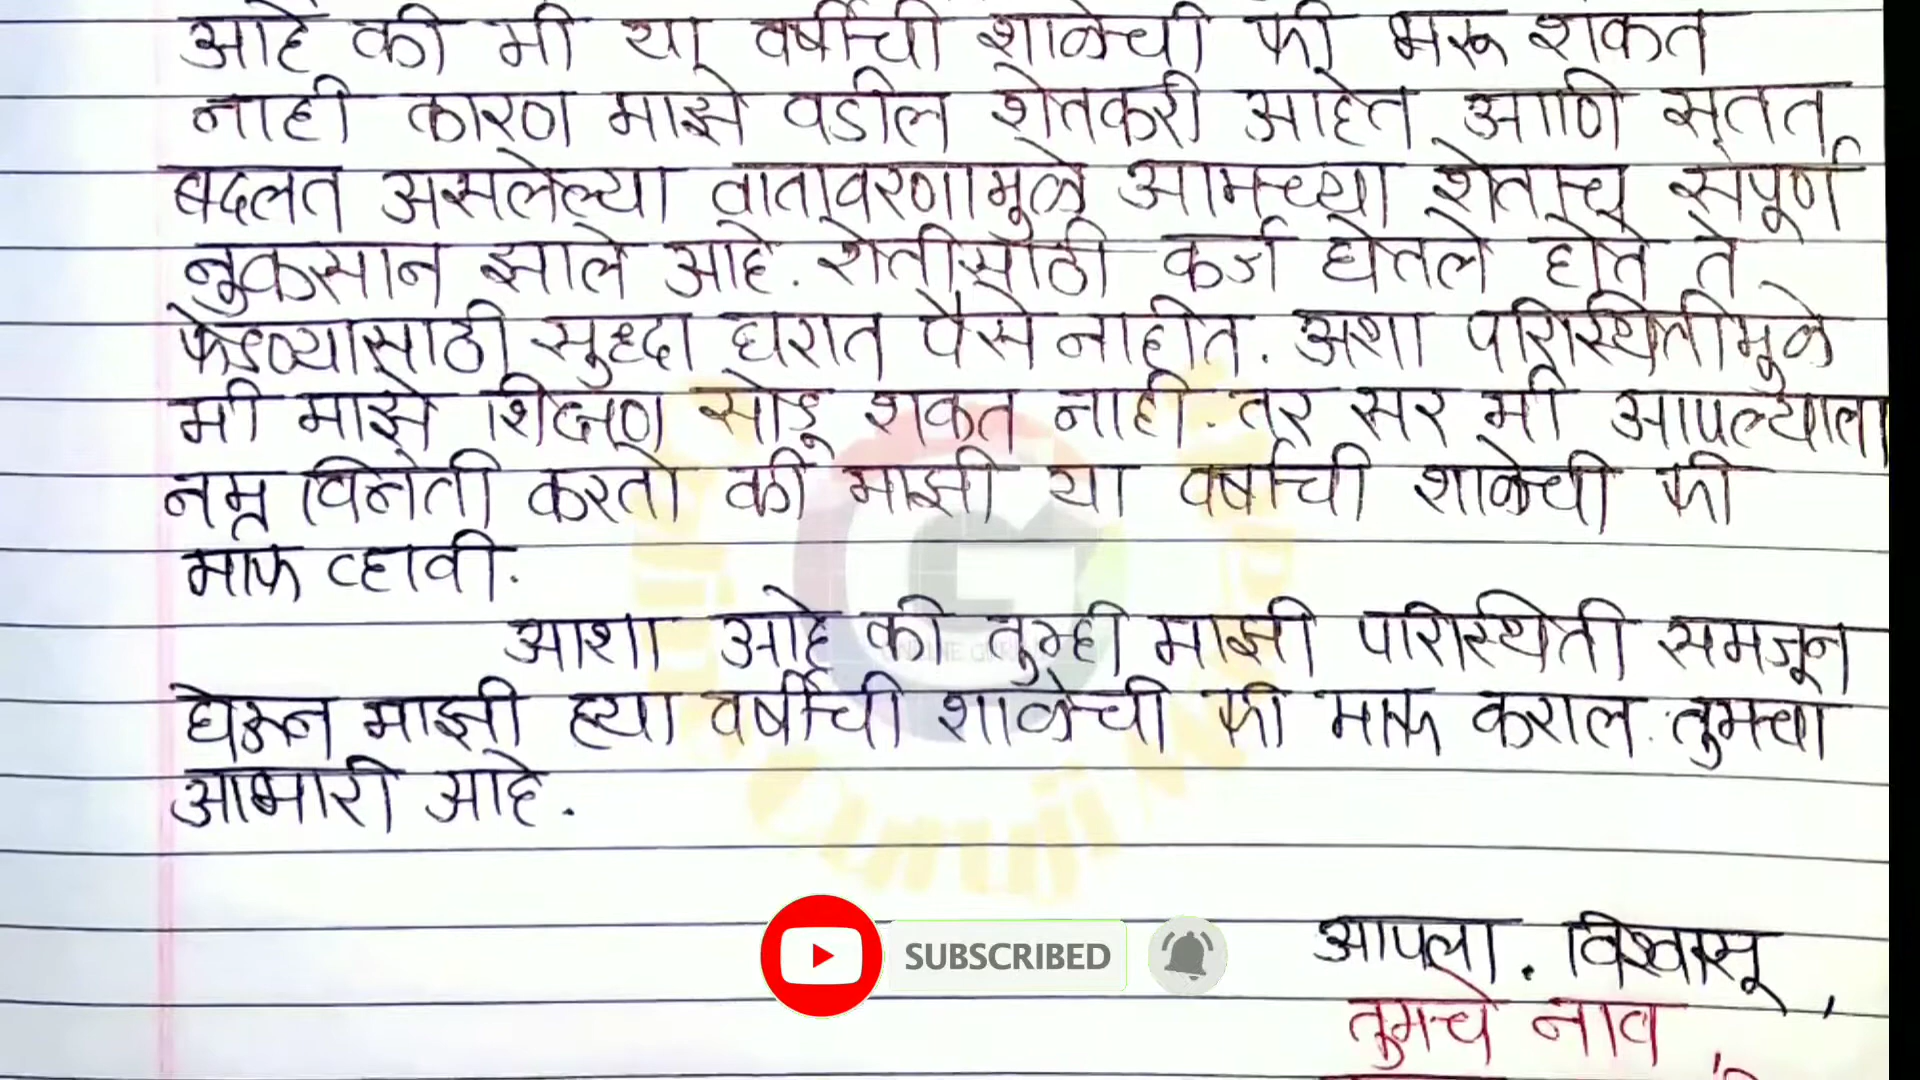 आहे की मी या वर्षाची शाळेची फी भरू शकत
नाही कारण माझे वडील शेतकरी आहेत आणि सतत
बदलत असलेल्या वातावरणामुळे आमच्या शेताचं संपूर्ण
नुकसान झाले आहे. शेतीसाठी कर्ज घेतले होते ते
फेडण्यासाठी सुध्दा घरात पैसे नाहीत. अशा परिस्थितीमुळे
मी माझे शिक्षण सोडू शकत नाही. तर सर मी आपल्याला
नम्र विनंती करतो की माझी या वर्षाची शाळेची फी
माफ व्हावी.
आशा आहे की तुम्ही माझी परिस्थिती समजून
घेऊन माझी ह्या वर्षाची शाळेची फी माफ कराल. तुमचा
आभारी आहे.
SUBSCRIBED
आपला. विश्वासू,
तुमचे नाव